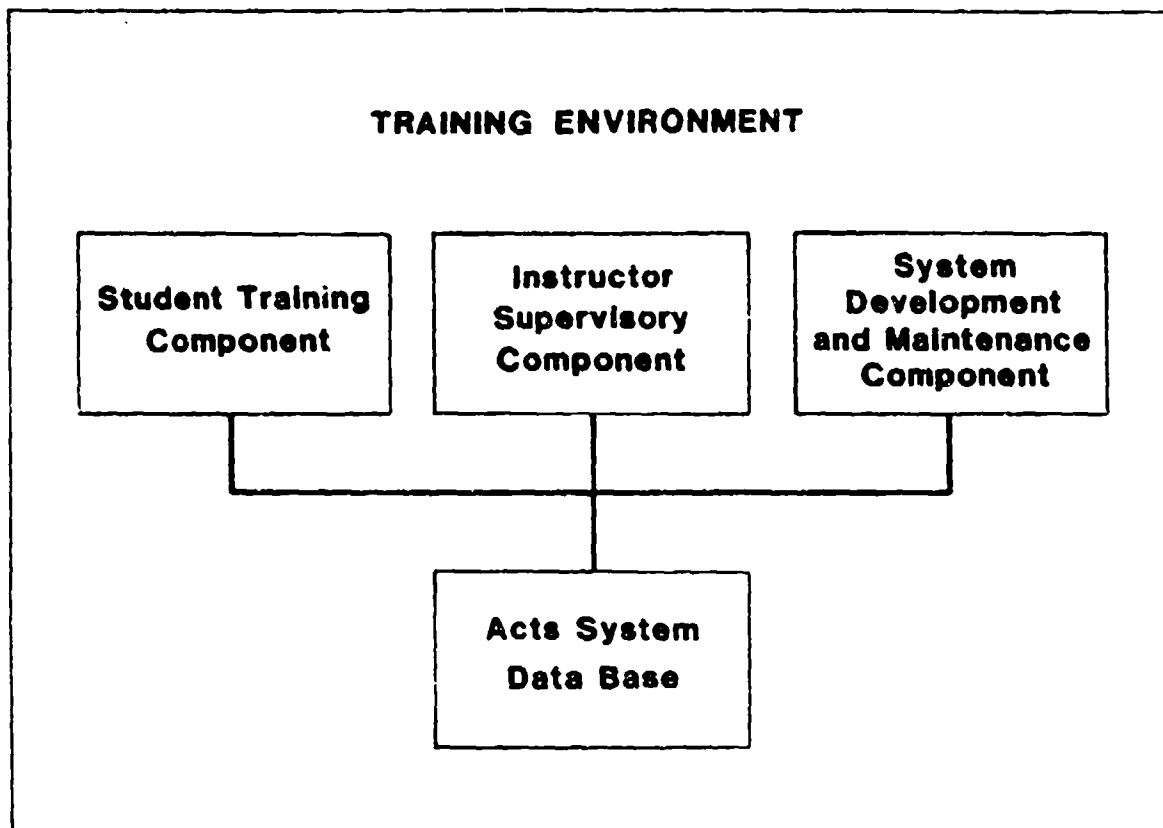 TRAINING ENVIRONMENT
Student Training
Component
Instructor
Supervisory
Component
System
Development
and Maintenance
Component
Acts System
Data Base